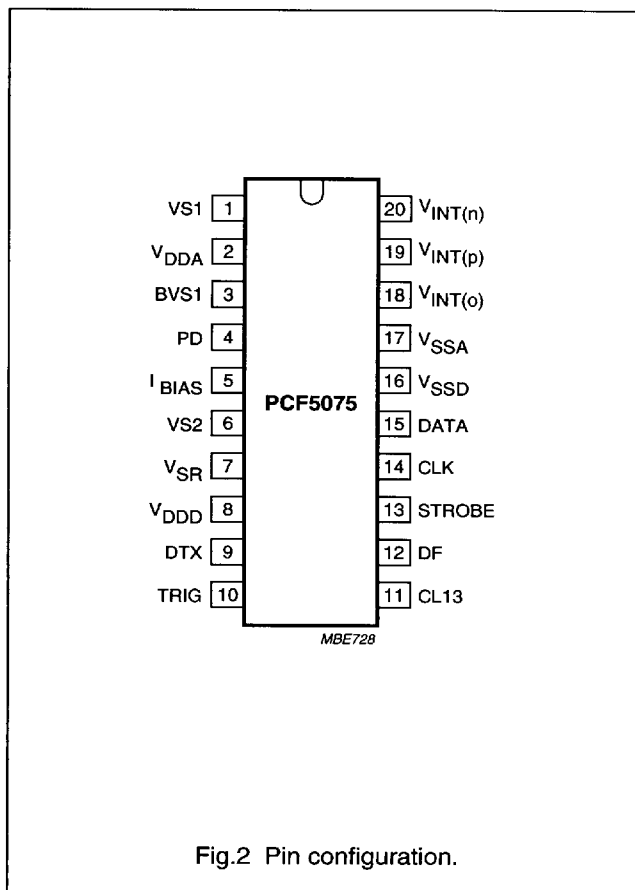 VS1 1
V_DDA 2
BVS1 3
PD 4
I_BIAS 5
VS2 6
V_SR 7
V_DDD 8
DTX 9
TRIG 10
PCF5075
20 V_INT(n)
19 V_INT(p)
18 V_INT(o)
17 V_SSA
16 V_SSD
15 DATA
14 CLK
13 STROBE
12 DF
11 CL13
MBE728
Fig.2 Pin configuration.